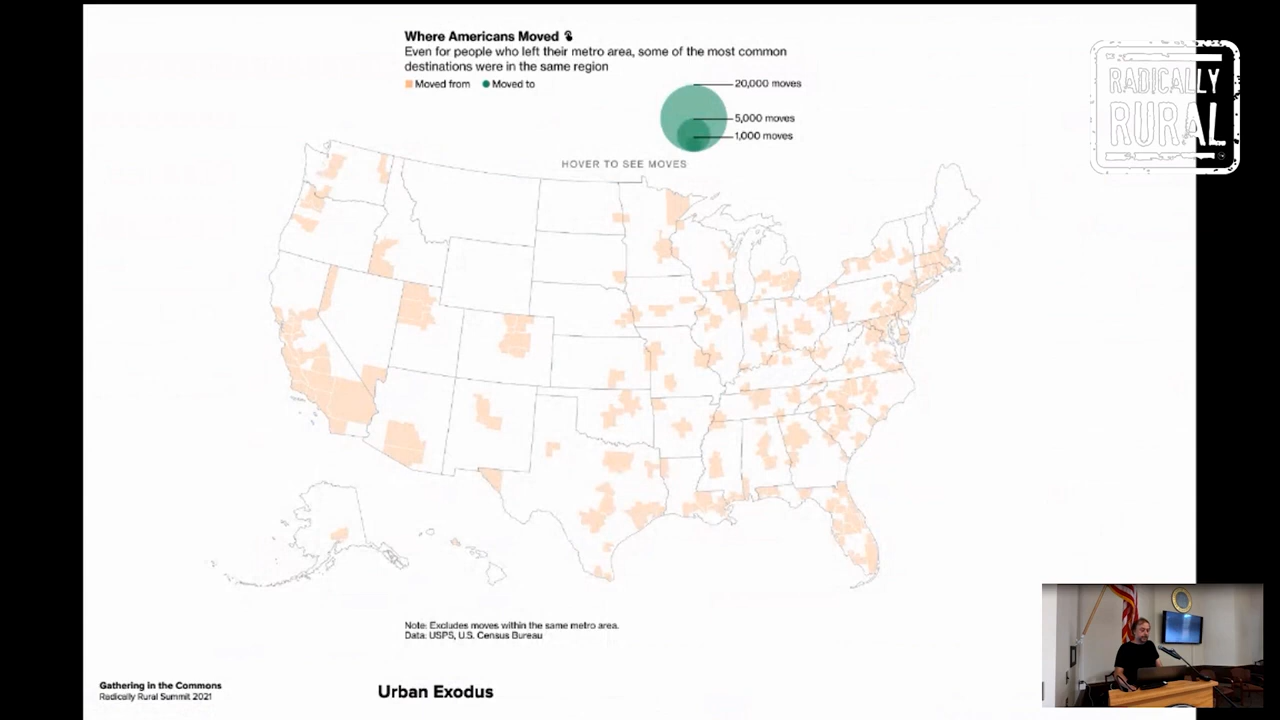 Where Americans Moved
Even for people who left their metro area, some of the most common
destinations were in the same region
Moved from Moved to
20,000 moves
5,000 moves
1,000 moves
HOVER TO SEE MOVES
RADICALLY
RURAL
Note: Excludes moves within the same metro area.
Data: USPS, U.S. Census Bureau
Gathering in the Commons
Radically Rural Summit 2021
Urban Exodus